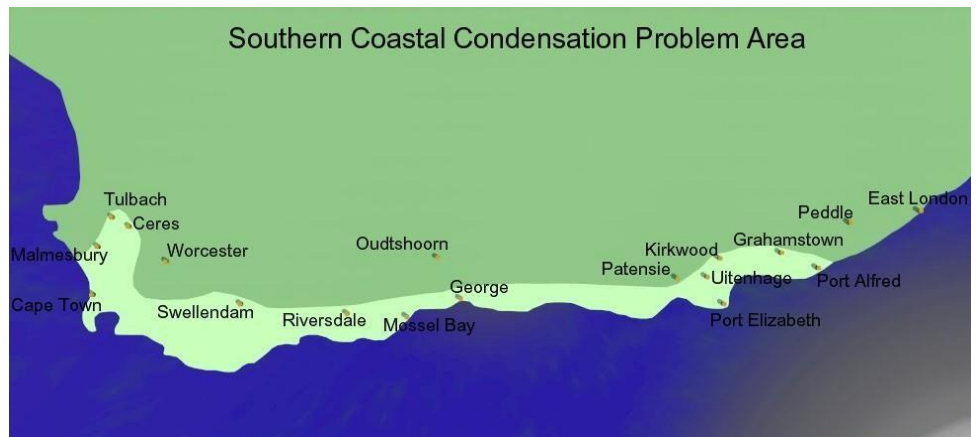 Southern Coastal Condensation Problem Area
Tulbach
Ceres
East London
Peddle
Malmesbury
Worcester
Oudtshoorn
Kirkwood
Grahamstown
Patensie
Uitenhage
Port Alfred
Cape Town
Swellendam
George
Riversdale
Mossel Bay
Port Elizabeth